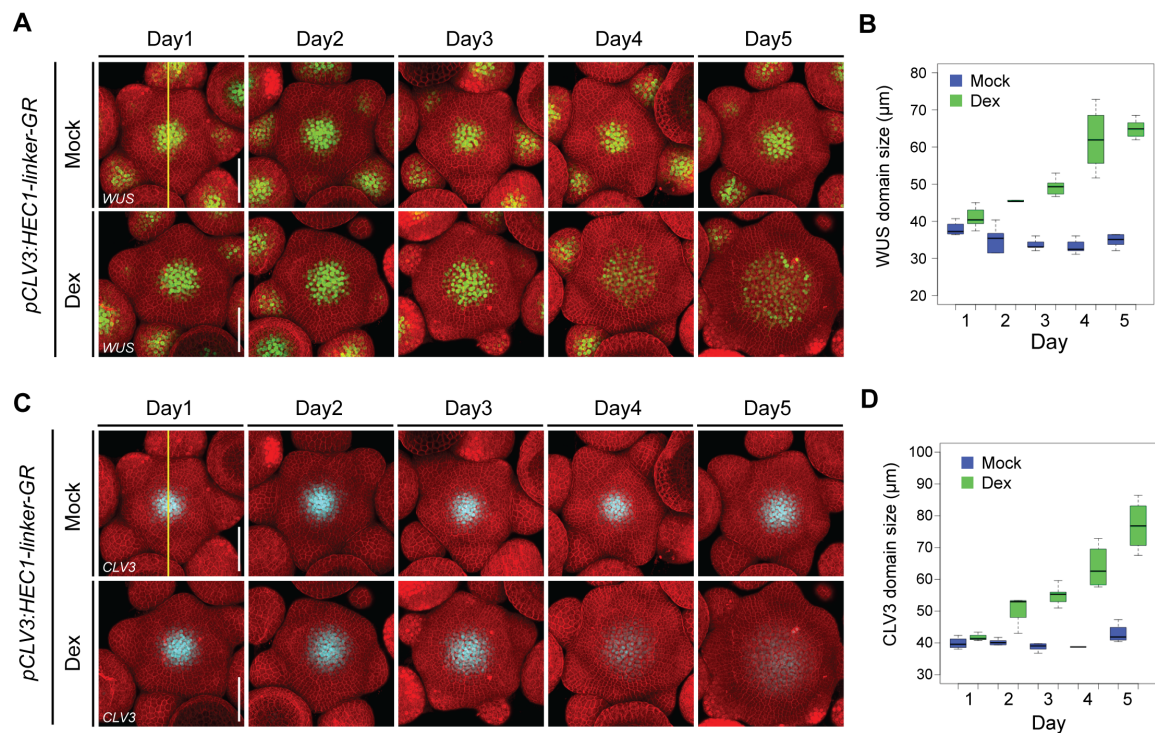 A
Day1 Day2 Day3 Day4 Day5
pCLV3:HEC1-linker-GR
Mock
WUS
Dex
WUS
B
WUS domain size (µm)
80
70
60
50
40
30
20
Mock
Dex
1 2 3 4 5
Day
C
Day1 Day2 Day3 Day4 Day5
pCLV3:HEC1-linker-GR
Mock
CLV3
Dex
CLV3
D
CLV3 domain size (µm)
100
90
80
70
60
50
40
30
Mock
Dex
1 2 3 4 5
Day